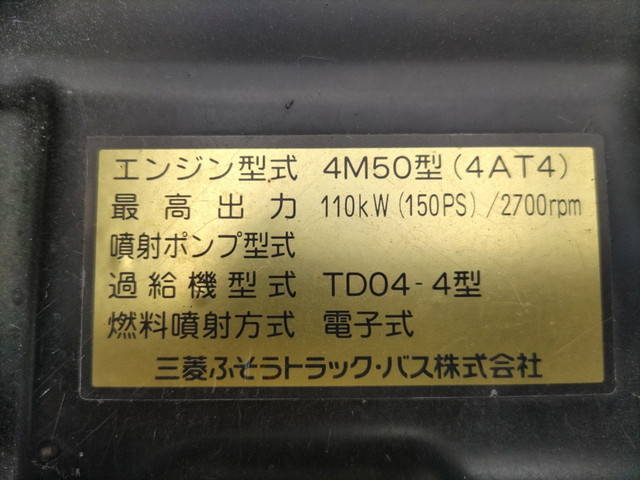 エンジン型式 4M50型(4AT4)
最高出力 110kW(150PS)/2700rpm
噴射ポンプ型式
過給機型式 TD04-4型
燃料噴射方式 電子式
三菱ふそうトラック・バス株式会社